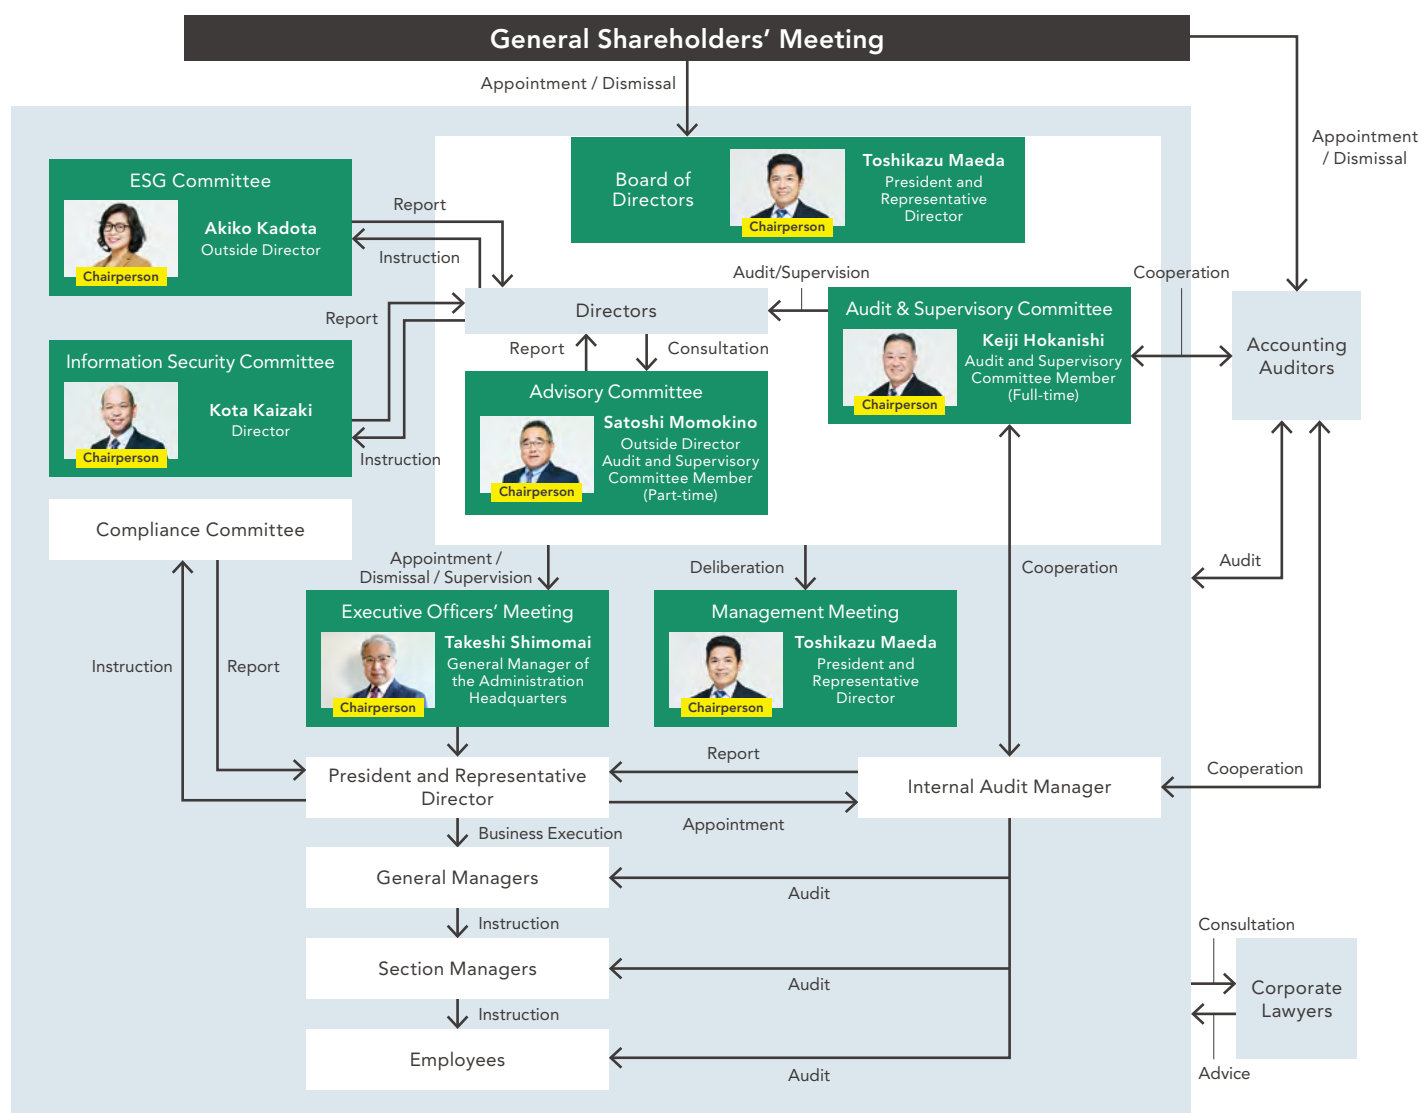 General Shareholders’ Meeting
Appointment / Dismissal
Appointment
/ Dismissal
ESG Committee
Akiko Kadota
Outside Director
Chairperson
Report
Instruction
Board of
Directors
Toshikazu Maeda
President and
Representative
Director
Chairperson
Audit/Supervision
Cooperation
Directors
Report
Audit & Supervisory Committee
Keiji Hokanishi
Audit and Supervisory
Committee Member
(Full-time)
Chairperson
Accounting
Auditors
Information Security Committee
Kota Kaizaki
Director
Chairperson
Instruction
Report
Consultation
Advisory Committee
Satoshi Momokino
Outside Director
Audit and Supervisory
Committee Member
(Part-time)
Chairperson
Compliance Committee
Appointment /
Dismissal / Supervision
Deliberation
Cooperation
Audit
Executive Officers’ Meeting
Takeshi Shimomai
General Manager of
the Administration
Headquarters
Chairperson
Management Meeting
Toshikazu Maeda
President and
Representative
Director
Chairperson
Instruction
Report
President and Representative
Director
Report
Appointment
Internal Audit Manager
Cooperation
Business Execution
General Managers
Audit
Instruction
Section Managers
Audit
Instruction
Employees
Audit
Consultation
Corporate
Lawyers
Advice